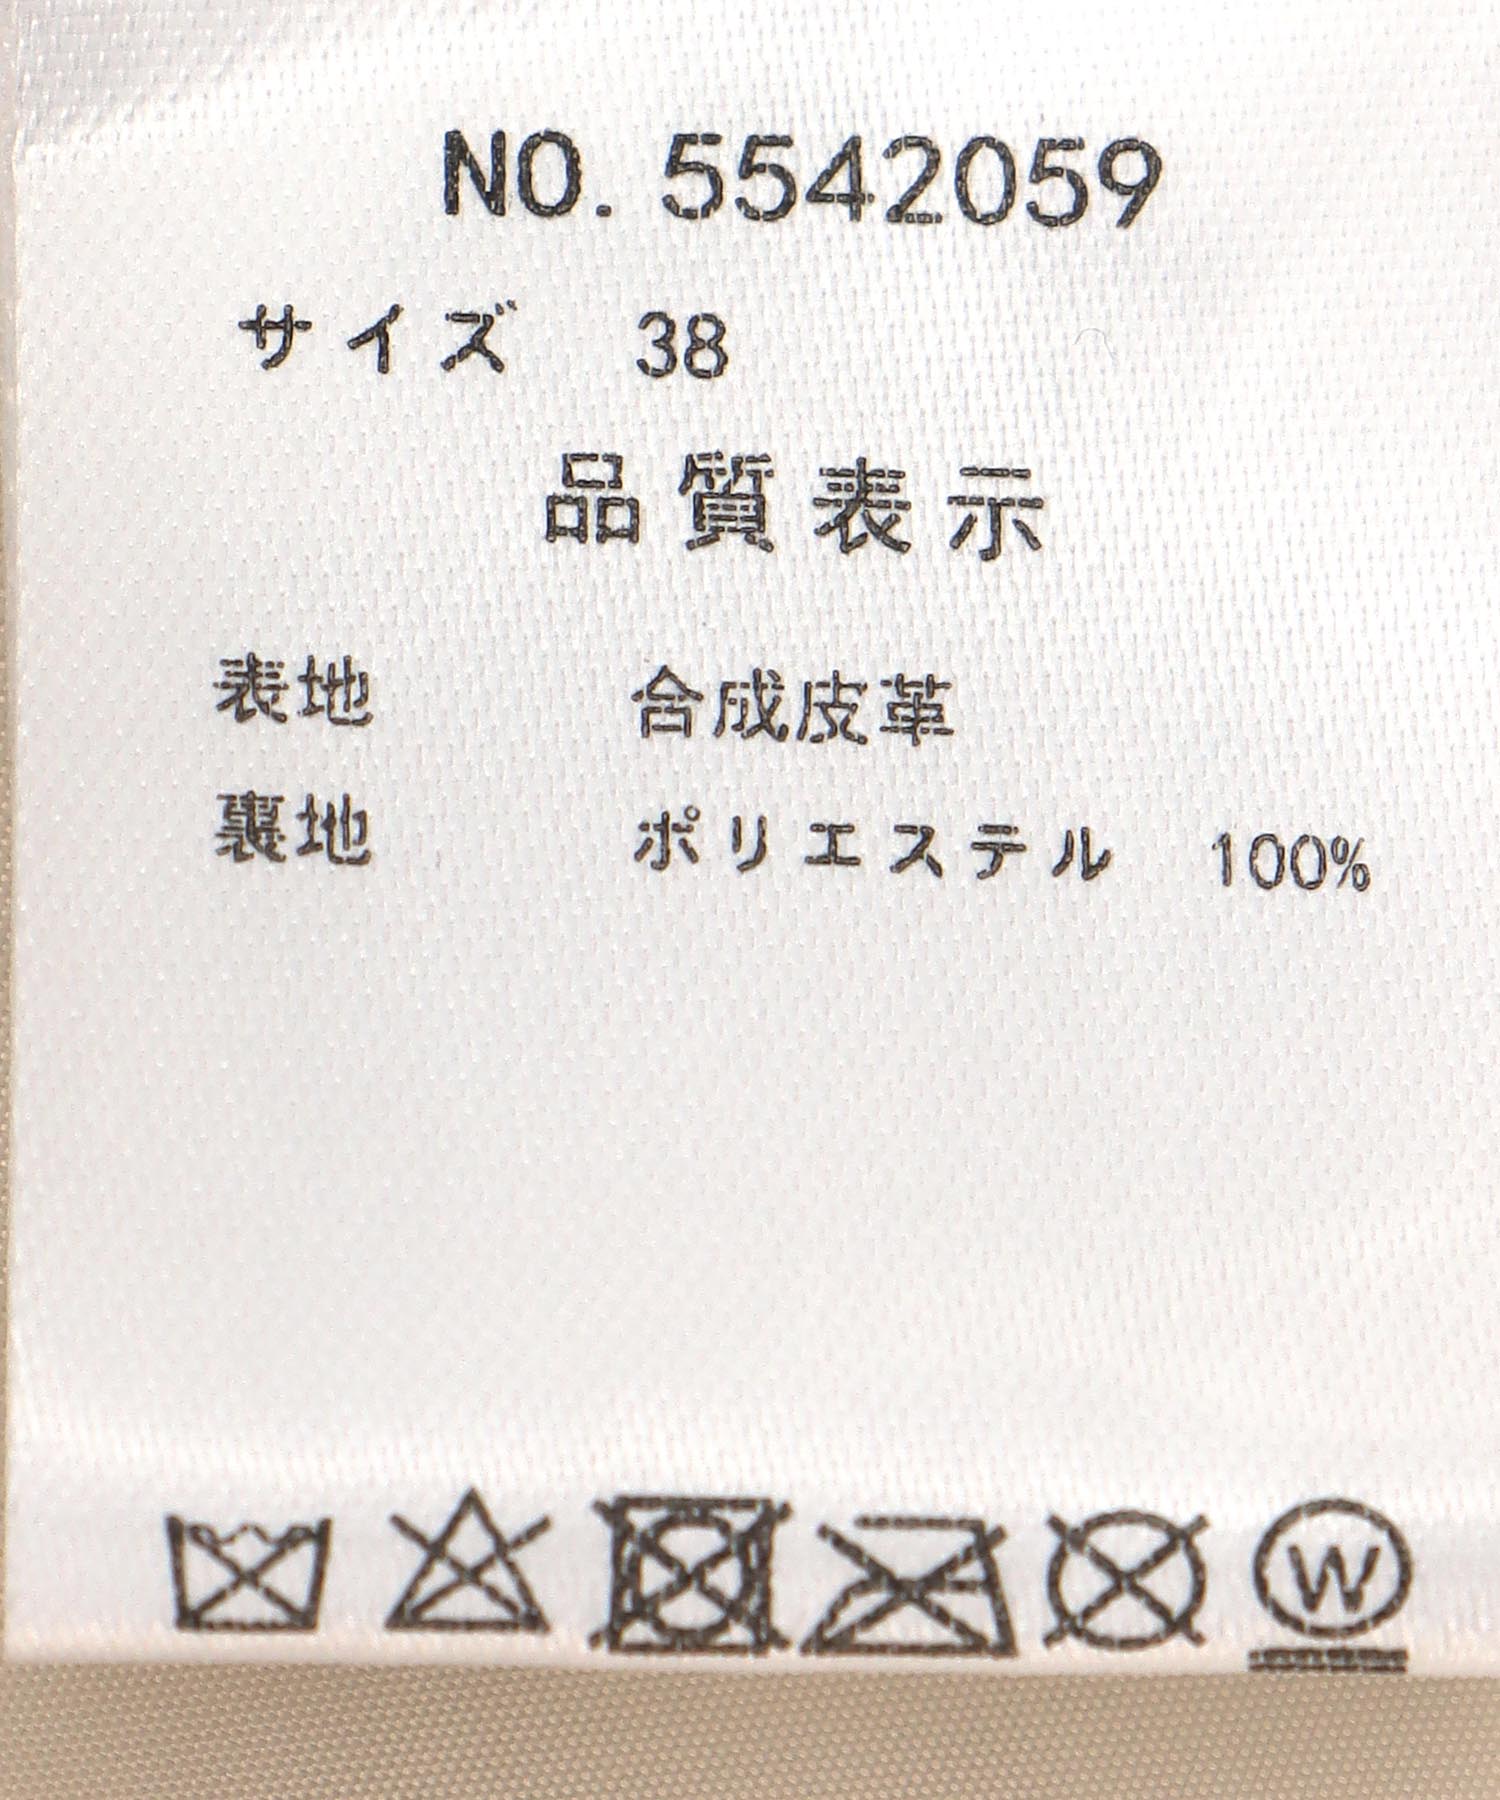 NO. 5542059
サイズ 38
品質表示
表地 合成皮革
裏地 ポリエステル 100%
W